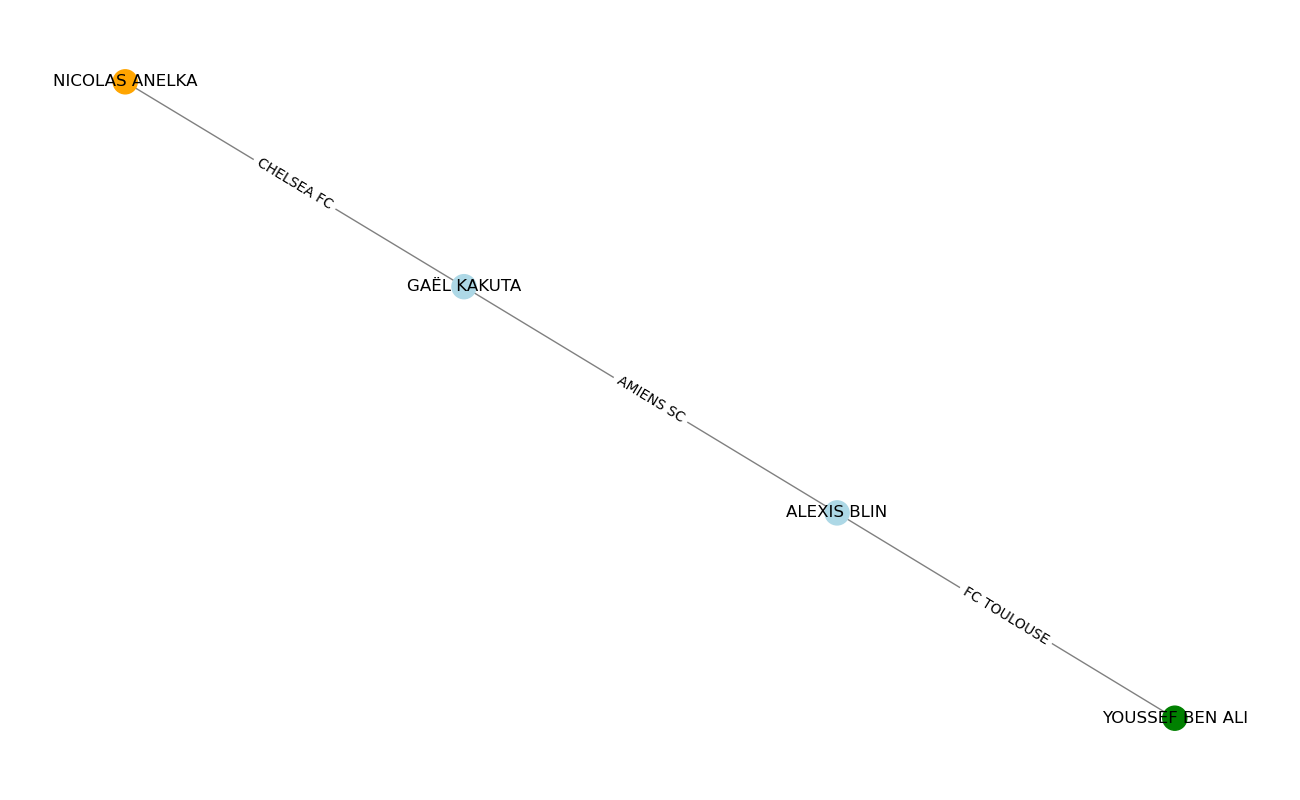 NICOLAS ANELKA
CHELSEA FC
GAËL KAKUTA
AMIENS SC
ALEXIS BLIN
FC TOULOUSE
YOUSSEF BEN ALI